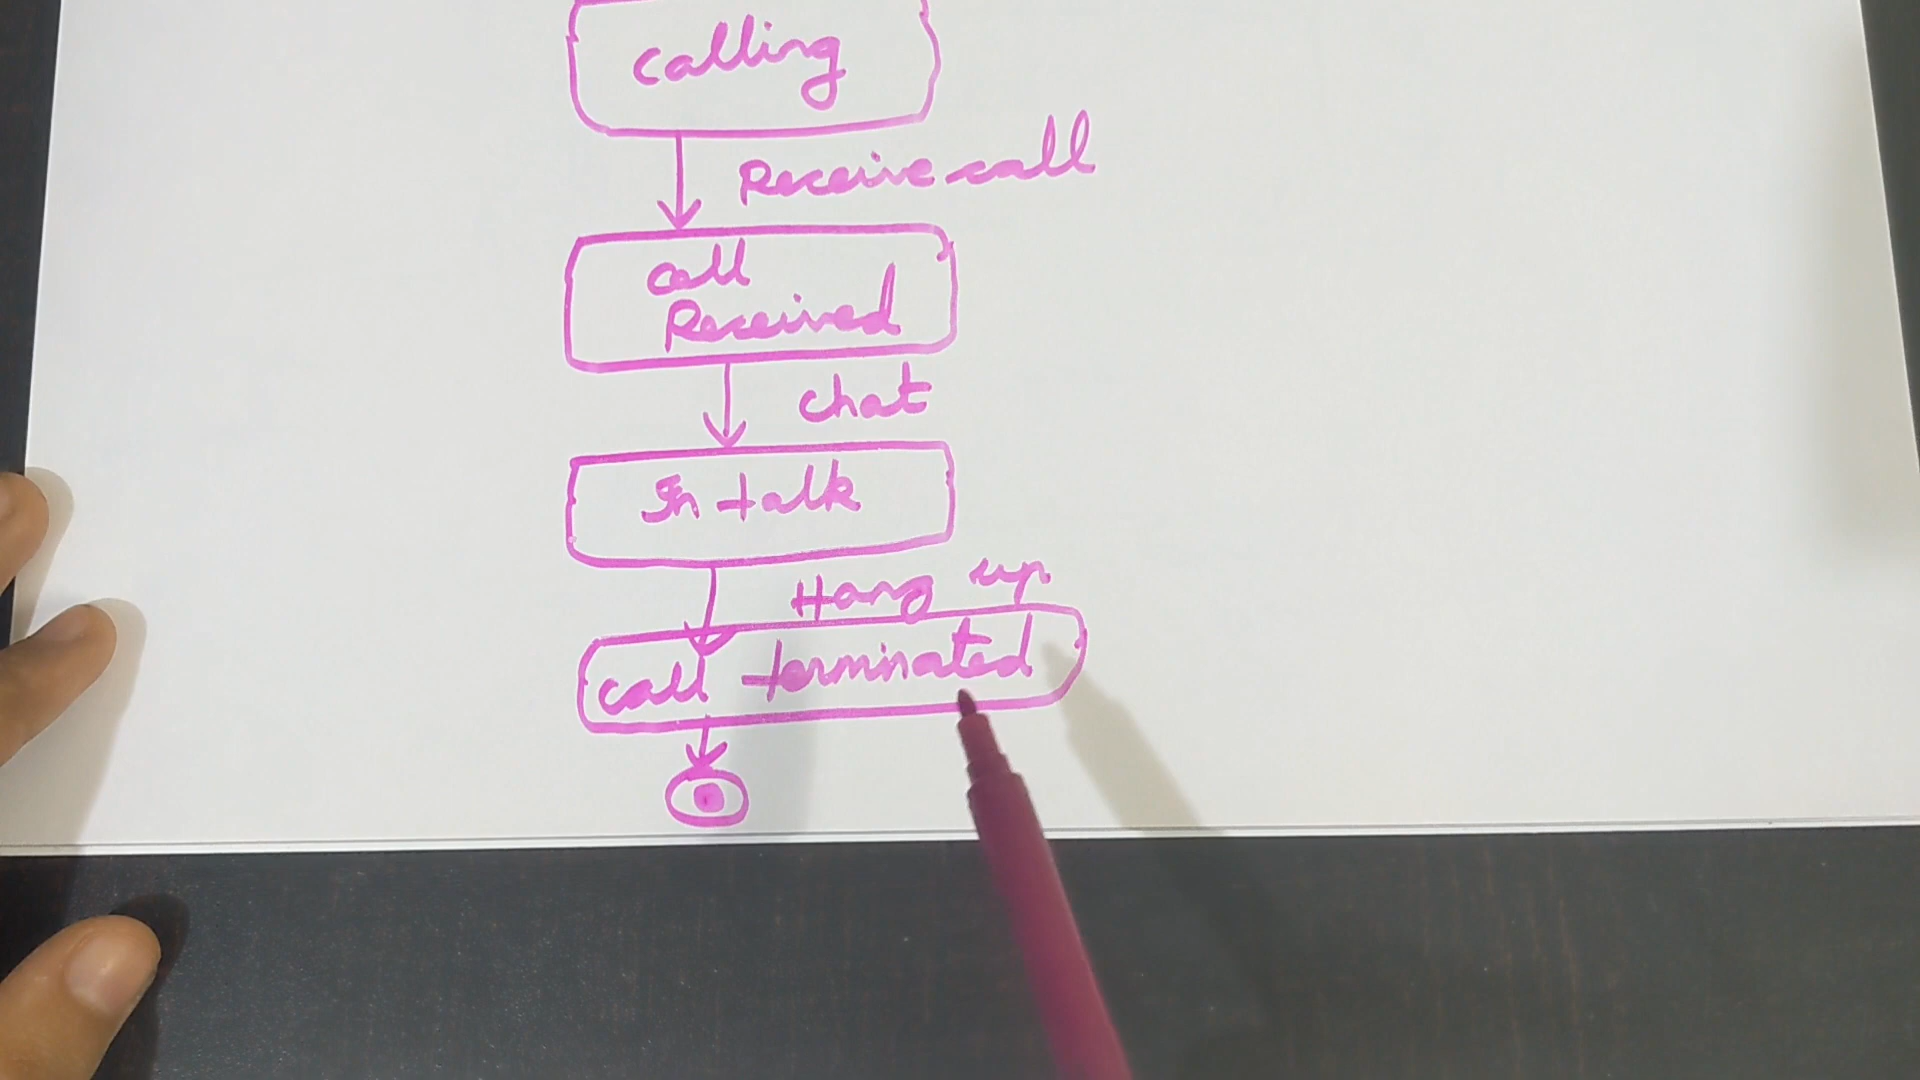 calling
Receive call
call
Received
chat
In talk
Hang up
call terminated